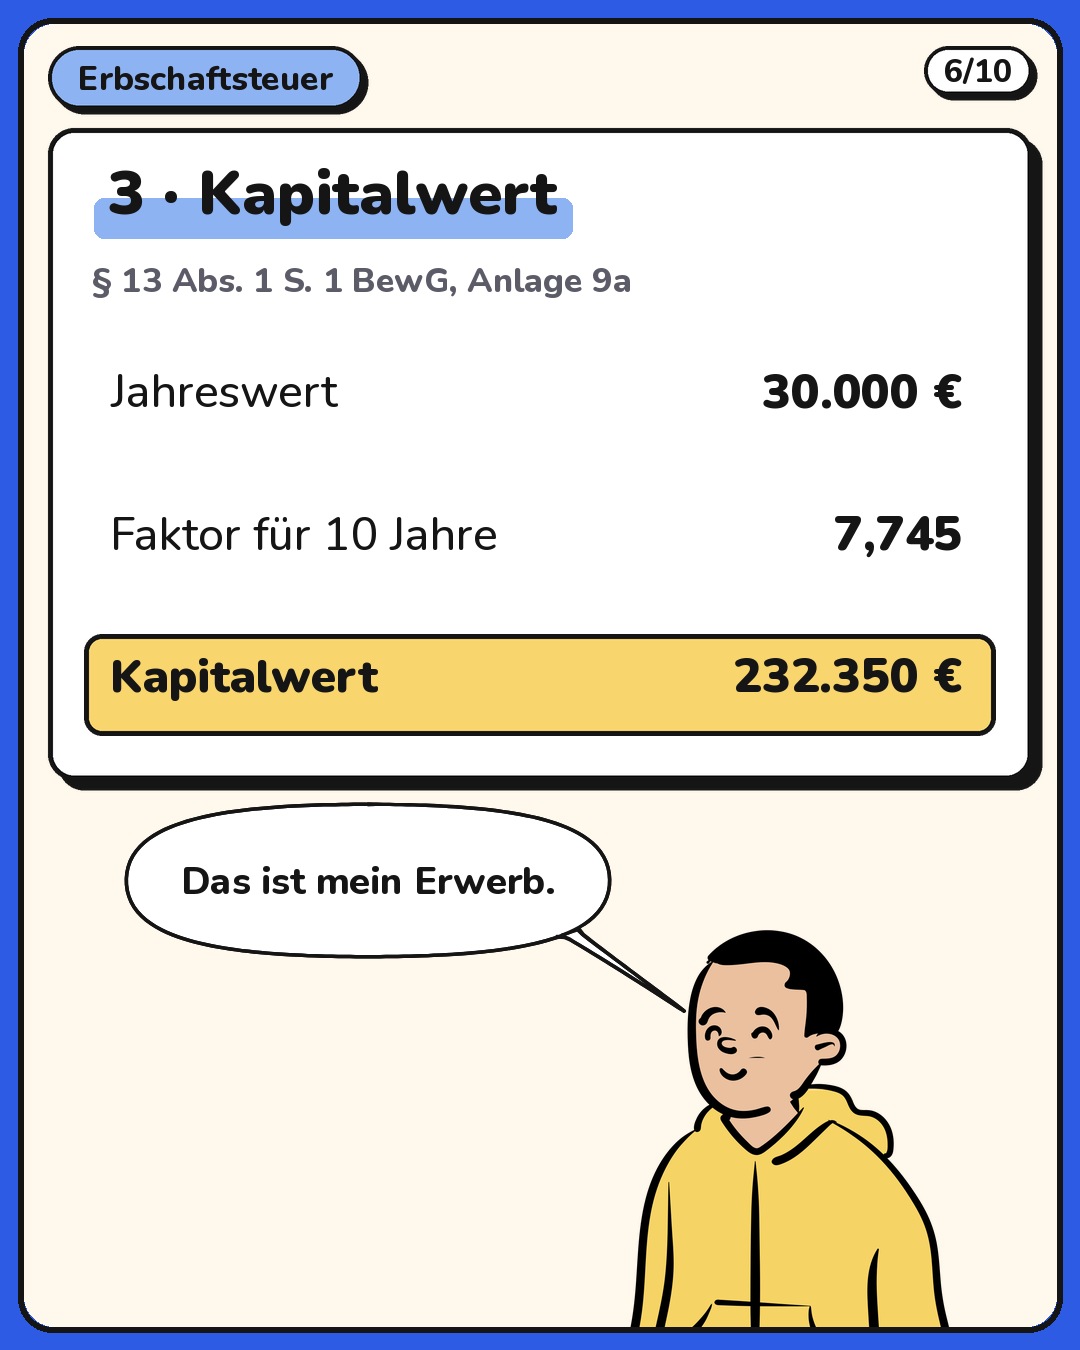 Erbschaftsteuer
6/10
3 · Kapitalwert
§ 13 Abs. 1 S. 1 BewG, Anlage 9a
Jahreswert 30.000 €
Faktor für 10 Jahre 7,745
Kapitalwert 232.350 €
Das ist mein Erwerb.